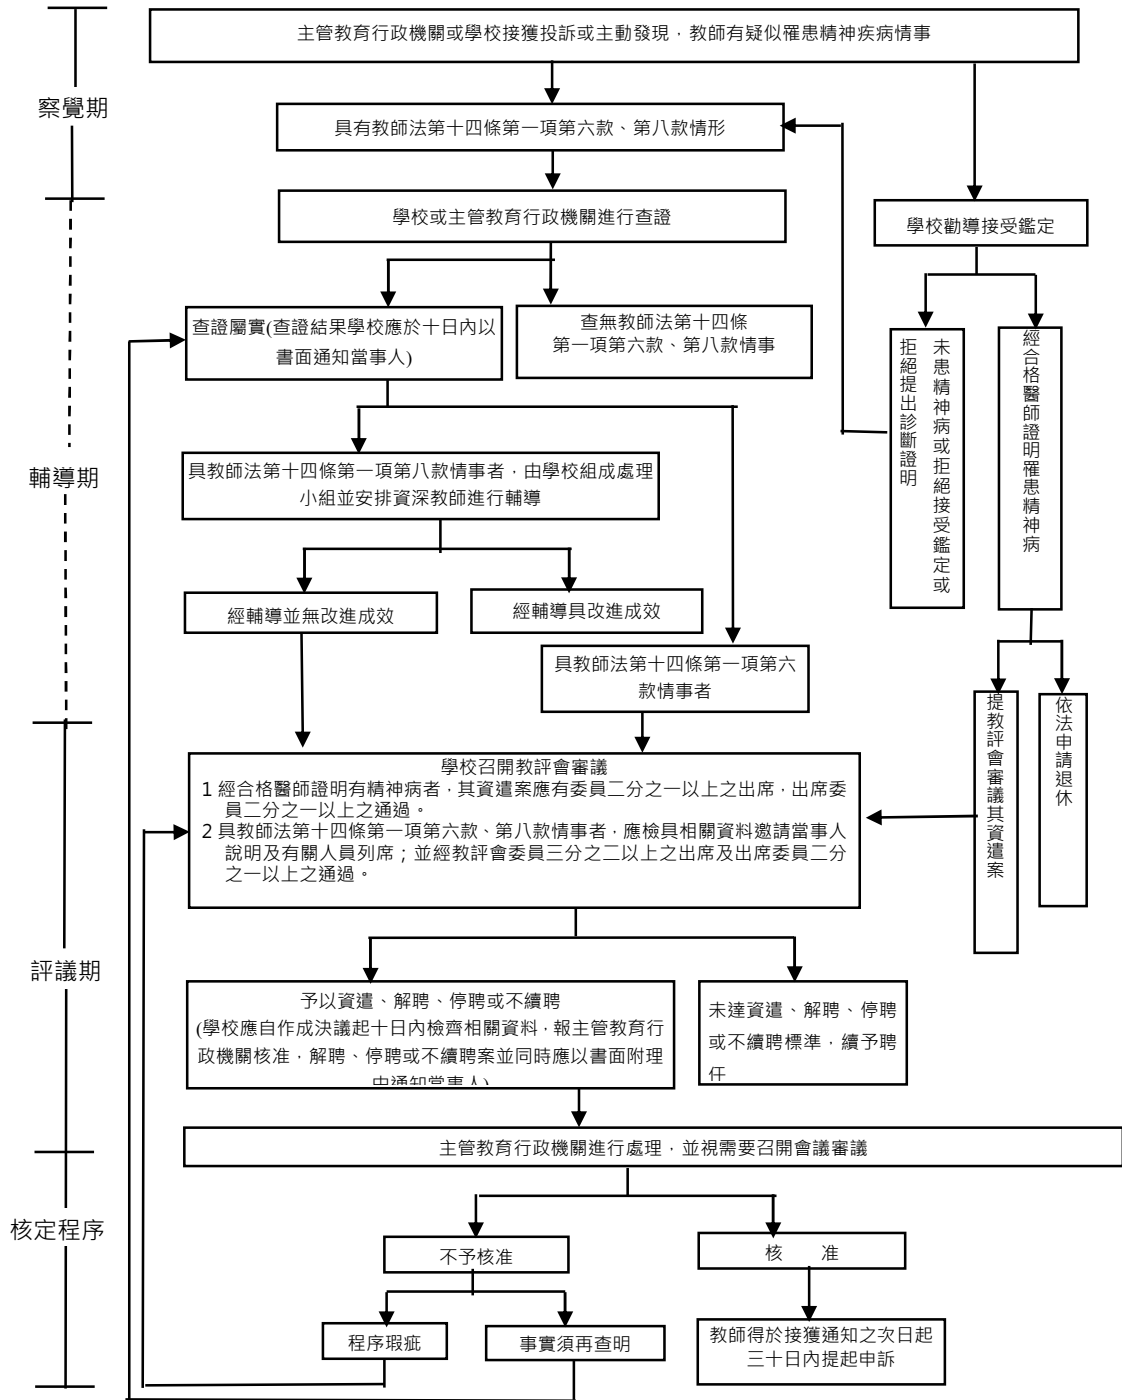 主管教育行政機關或學校接獲投訴或主動發現，教師有疑似罹患精神疾病情事
察覺期
具有教師法第十四條第一項第六款、第八款情形
學校或主管教育行政機關進行查證
學校勸導接受鑑定
查證屬實(查證結果學校應於十日內以
書面通知當事人)
查無教師法第十四條
第一項第六款、第八款情事
未患精神病或拒絕接受鑑定或
拒絕提出診斷證明
經合格醫師證明罹患精神病
輔導期
具教師法第十四條第一項第八款情事者，由學校組成處理
小組並安排資深教師進行輔導
經輔導並無改進成效
經輔導具改進成效
具教師法第十四條第一項第六
款情事者
提教評會審議其資遣案
依法申請退休
學校召開教評會審議
1 經合格醫師證明有精神病者，其資遣案應有委員二分之一以上之出席，出席委
員二分之一以上之通過。
2 具教師法第十四條第一項第六款、第八款情事者，應檢具相關資料邀請當事人
說明及有關人員列席；並經教評會委員三分之二以上之出席及出席委員二分
之一以上之通過。
評議期
予以資遣、解聘、停聘或不續聘
(學校應自作成決議起十日內檢齊相關資料，報主管教育行
政機關核准，解聘、停聘或不續聘案並同時應以書面附理
由通知當事人)
未達資遣、解聘、停聘
或不續聘標準，續予聘
任
主管教育行政機關進行處理，並視需要召開會議審議
核定程序
不予核准
核　准
程序瑕疵
事實須再查明
教師得於接獲通知之次日起
三十日內提起申訴